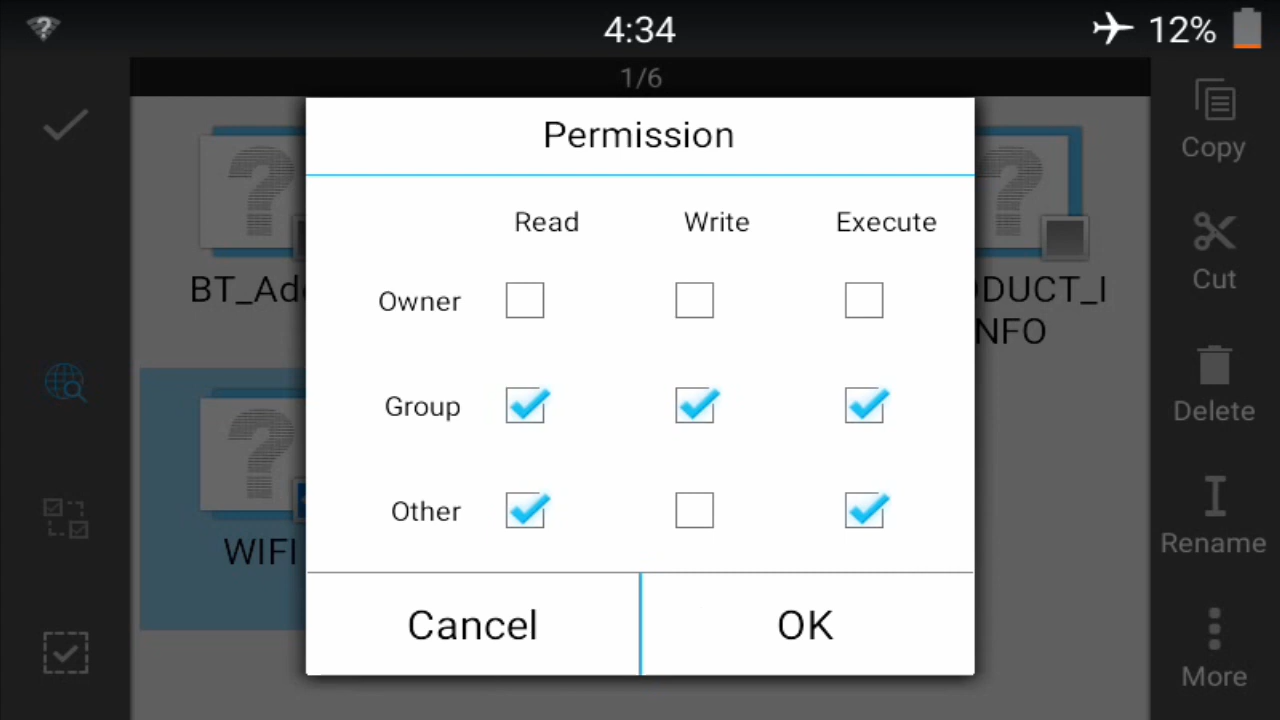 4:34
12%
1/6
Permission
Read Write Execute
Owner
Group
Other
Cancel OK
BT_Ad
DUCT_I
NFO
WIFI
Copy
Cut
Delete
Rename
More